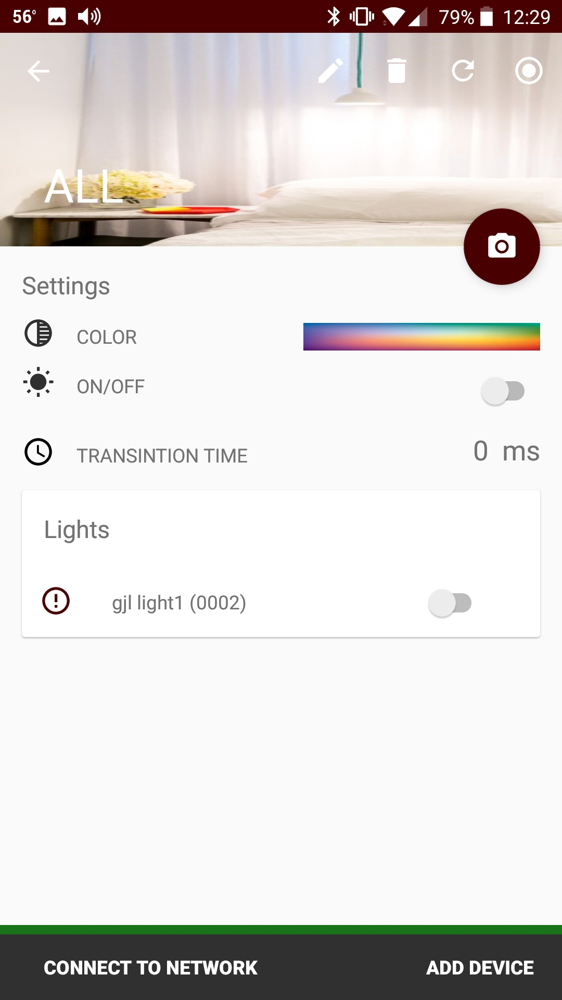 56° 79% 12:29
ALL
Settings
COLOR
ON/OFF
TRANSINTION TIME 0 ms
Lights
gjl light1 (0002)
CONNECT TO NETWORK ADD DEVICE